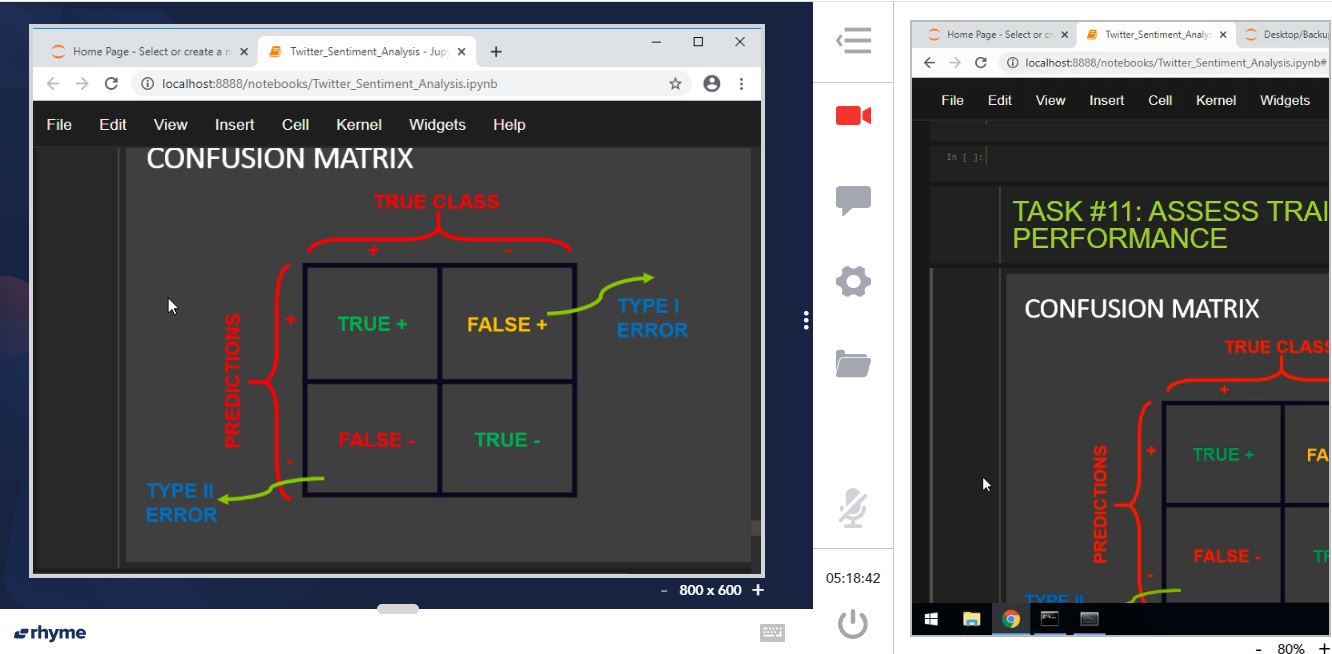 Home Page - Select or create a n
Twitter_Sentiment_Analysis - Jup
localhost:8888/notebooks/Twitter_Sentiment_Analysis.ipynb
File Edit View Insert Cell Kernel Widgets Help
CONFUSION MATRIX
TRUE CLASS
+ -
PREDICTIONS
+
TRUE +
FALSE +
TYPE I
ERROR
-
FALSE -
TRUE -
TYPE II
ERROR
- 800 x 600 +
rhyme
05:18:42
Home Page - Select or cr
Twitter_Sentiment_Analys
Desktop/Backu
localhost:8888/notebooks/Twitter_Sentiment_Analysis.ipynb#
File Edit View Insert Cell Kernel Widgets
In [ ]:
TASK #11: ASSESS TRAI
PERFORMANCE
CONFUSION MATRIX
TRUE CLASS
+
PREDICTIONS
+
TRUE +
FA
-
FALSE -
TR
TYPE II
- 80% +